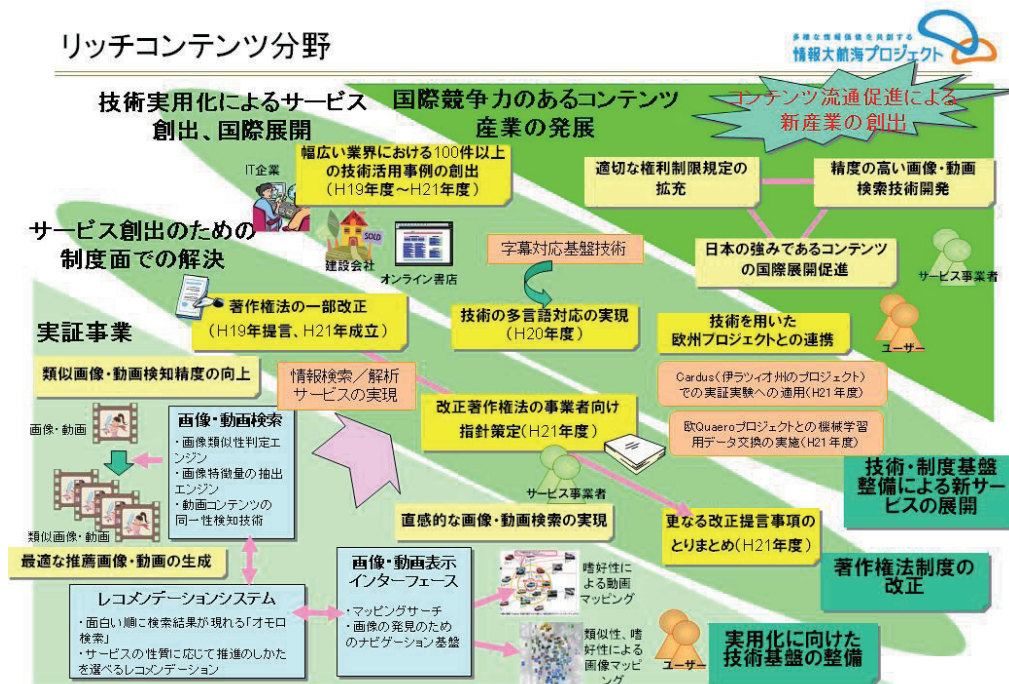 リッチコンテンツ分野
多様な情報価値を共創する
情報大航海プロジェクト
技術実用化によるサービス
創出、国際展開
国際競争力のあるコンテンツ
産業の発展
コンテンツ流通促進による
新産業の創出
IT企業
幅広い業界における100件以上
の技術活用事例の創出
(H19年度～H21年度)
適切な権利制限規定の
拡充
精度の高い画像・動画
検索技術開発
サービス創出のための
制度面での解決
SOLD
建設会社
オンライン書店
字幕対応基盤技術
日本の強みであるコンテンツ
の国際展開促進
サービス事業者
著作権法の一部改正
(H19年提言、H21年成立)
技術の多言語対応の実現
(H20年度)
技術を用いた
欧州プロジェクトとの連携
ユーザー
実証事業
類似画像・動画検知精度の向上
情報検索／解析
サービスの実現
Cardus(伊ラツィオ州のプロジェクト)
での実証実験への適用(H21年度)
改正著作権法の事業者向け
指針策定(H21年度)
欧Quaeroプロジェクトとの機械学習
用データ交換の実施(H21年度)
画像・動画
画像・動画検索
・画像類似性判定エ
ンジン
・画像特徴量の抽出
エンジン
・動画コンテンツの
同一性検知技術
類似画像・動画
サービス事業者
技術・制度基盤
整備による新サー
ビスの展開
直感的な画像・動画検索の実現
更なる改正提言事項の
とりまとめ(H21年度)
最適な推薦画像・動画の生成
著作権法制度の
改正
レコメンデーションシステム
・面白い順に検索結果が現れる「オモロ
検索」
・サービスの性質に応じて推進のしかた
を選べるレコメンデーション
画像・動画表示
インターフェース
・マッピングサーチ
・画像の発見のため
のナビゲーション基盤
嗜好性に
よる動画
マッピング
類似性、嗜
好性による
画像マッピ
ング
ユーザー
実用化に向けた
技術基盤の整備